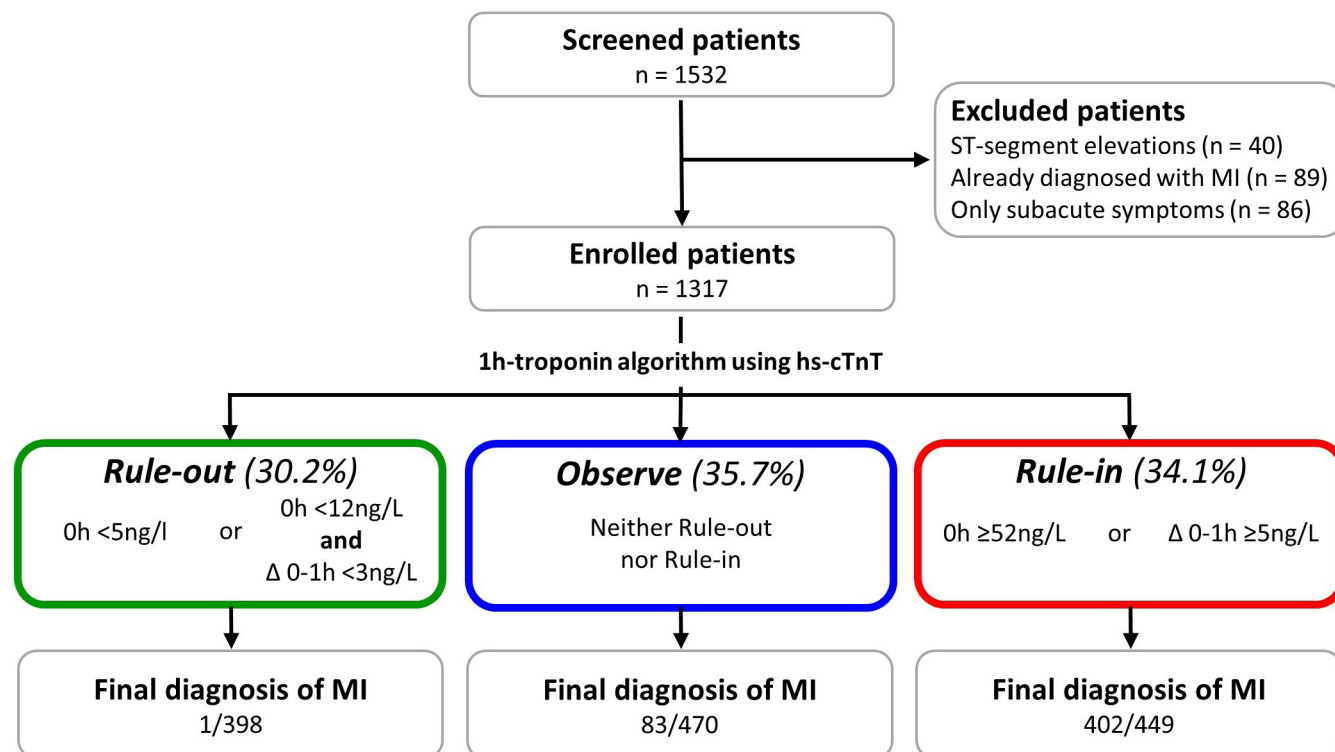 Screened patients
n = 1532
Excluded patients
ST-segment elevations (n = 40)
Already diagnosed with MI (n = 89)
Only subacute symptoms (n = 86)
Enrolled patients
n = 1317
1h-troponin algorithm using hs-cTnT
Rule-out (30.2%)
0h <5ng/l or 0h <12ng/L
and
Δ 0-1h <3ng/L
Observe (35.7%)
Neither Rule-out
nor Rule-in
Rule-in (34.1%)
0h ≥52ng/L or Δ 0-1h ≥5ng/L
Final diagnosis of MI
1/398
Final diagnosis of MI
83/470
Final diagnosis of MI
402/449